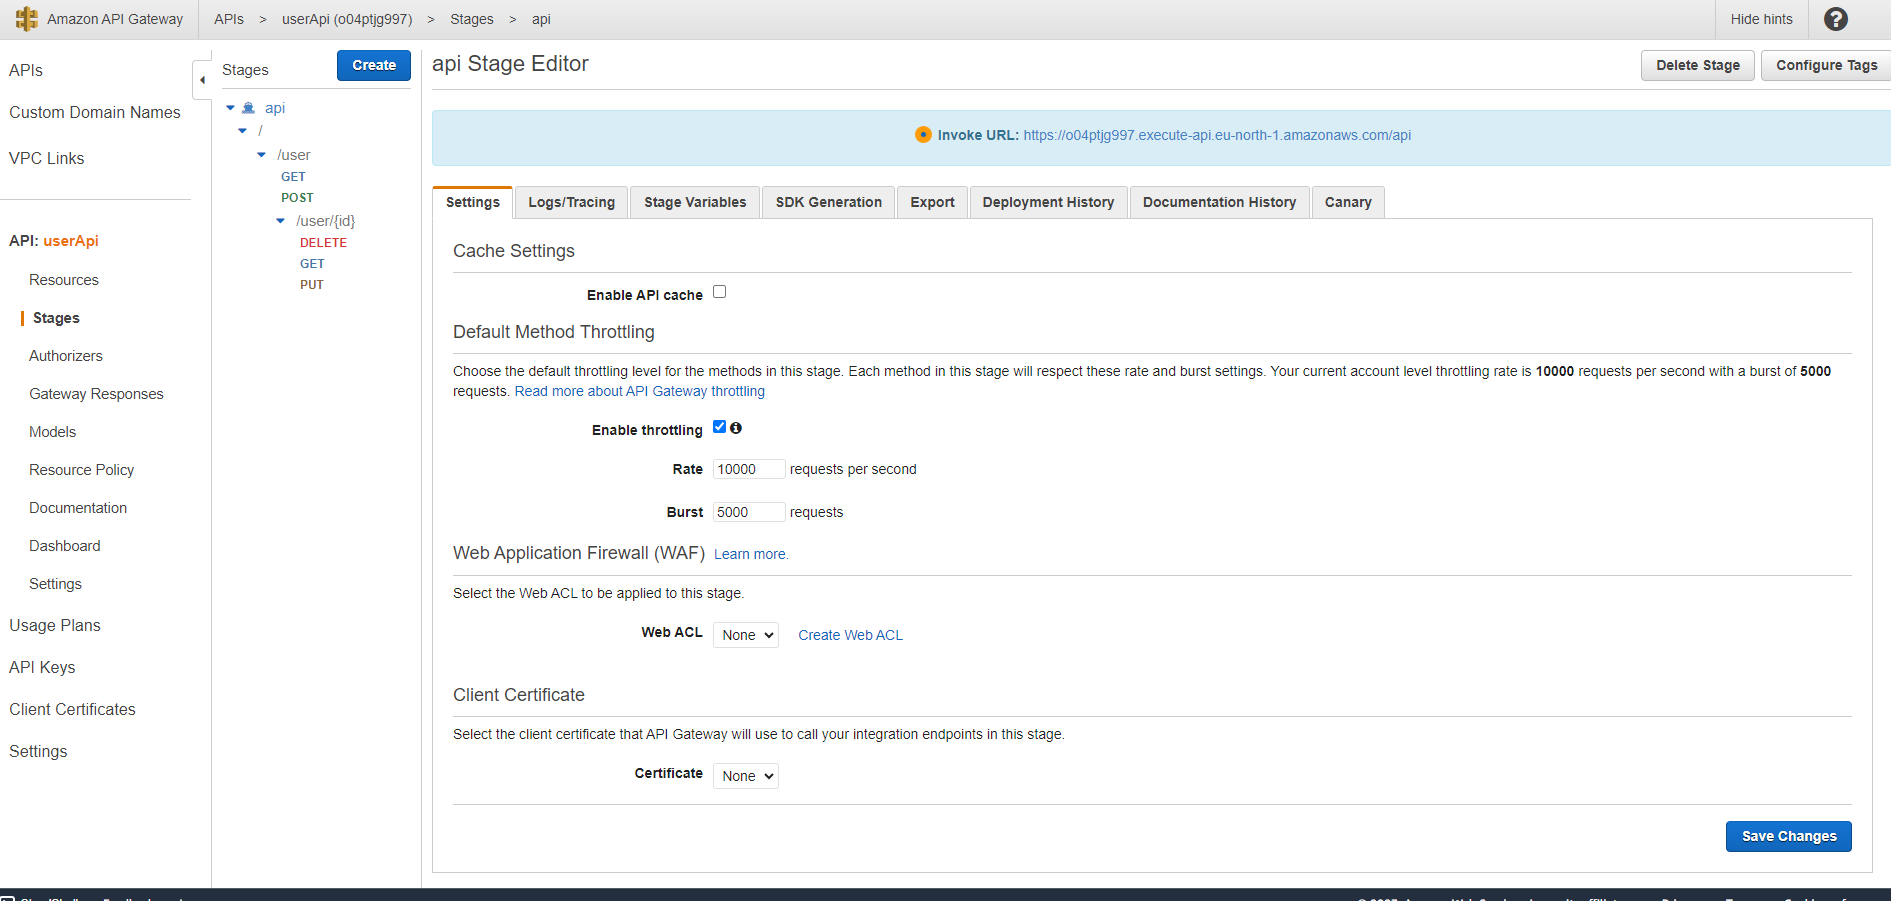 Amazon API Gateway
APIs > userApi (o04ptjg997) > Stages > api
Hide hints
?
APIs
Custom Domain Names
VPC Links
API: userApi
Resources
Stages
Authorizers
Gateway Responses
Models
Resource Policy
Documentation
Dashboard
Settings
Usage Plans
API Keys
Client Certificates
Settings
Stages
Create
api
/
/user
GET
POST
/user/{id}
DELETE
GET
PUT
api Stage Editor
Delete Stage
Configure Tags
Invoke URL: https://o04ptjg997.execute-api.eu-north-1.amazonaws.com/api
Settings
Logs/Tracing
Stage Variables
SDK Generation
Export
Deployment History
Documentation History
Canary
Cache Settings
Enable API cache
Default Method Throttling
Choose the default throttling level for the methods in this stage. Each method in this stage will respect these rate and burst settings. Your current account level throttling rate is 10000 requests per second with a burst of 5000
requests. Read more about API Gateway throttling
Enable throttling
Rate 10000 requests per second
Burst 5000 requests
Web Application Firewall (WAF) Learn more.
Select the Web ACL to be applied to this stage.
Web ACL None Create Web ACL
Client Certificate
Select the client certificate that API Gateway will use to call your integration endpoints in this stage.
Certificate None
Save Changes